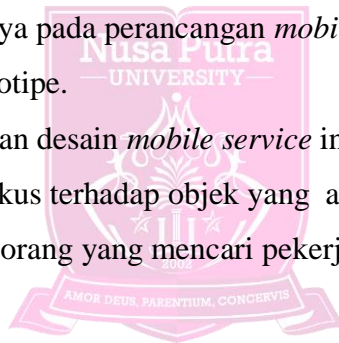 ya pada perancangan mobi
Nusa Putra
UNIVERSITY
otipe.
an desain mobile service in
kus terhadap objek yang a
orang yang mencari pekerj
2002
AMOR DEUS, PARENTIUM, CONCERVIS